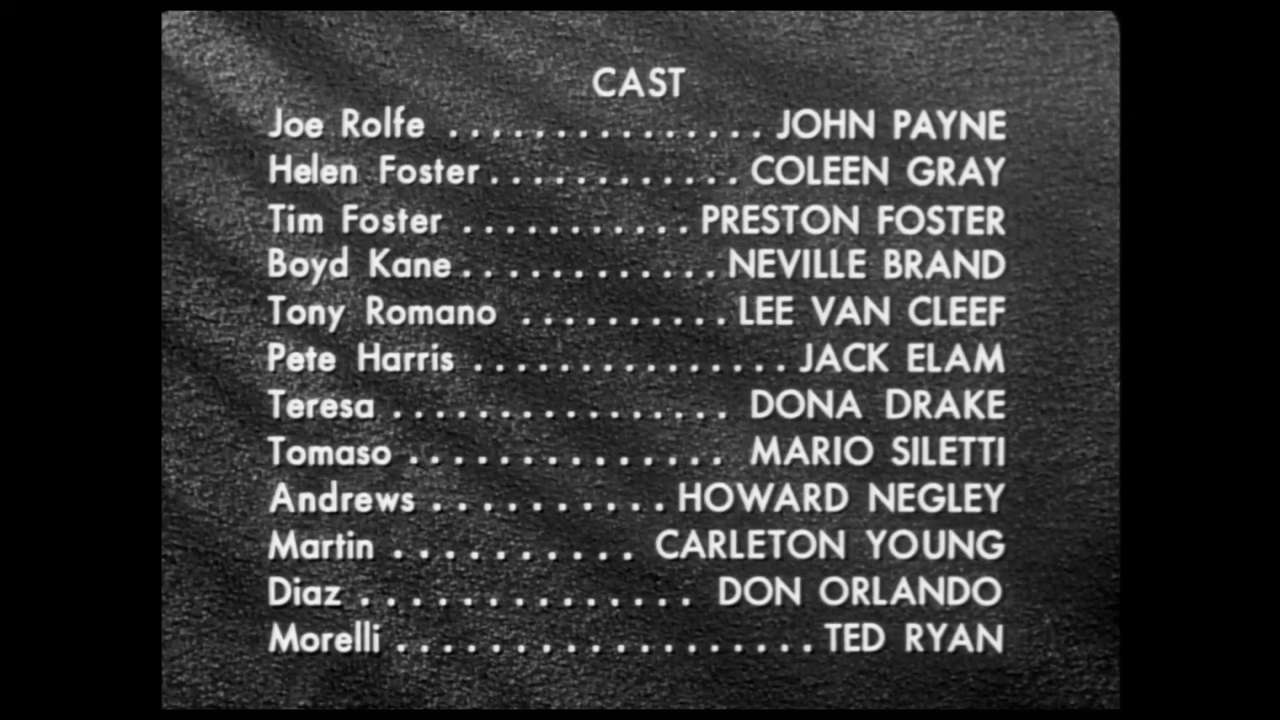 CAST
Joe Rolfe ............... JOHN PAYNE
Helen Foster ............ COLEEN GRAY
Tim Foster ........... PRESTON FOSTER
Boyd Kane ............ NEVILLE BRAND
Tony Romano .......... LEE VAN CLEEF
Pete Harris ............... JACK ELAM
Teresa ................ DONA DRAKE
Tomaso .............. MARIO SILETTI
Andrews .......... HOWARD NEGLEY
Martin .......... CARLETON YOUNG
Diaz .............. DON ORLANDO
Morelli ................... TED RYAN